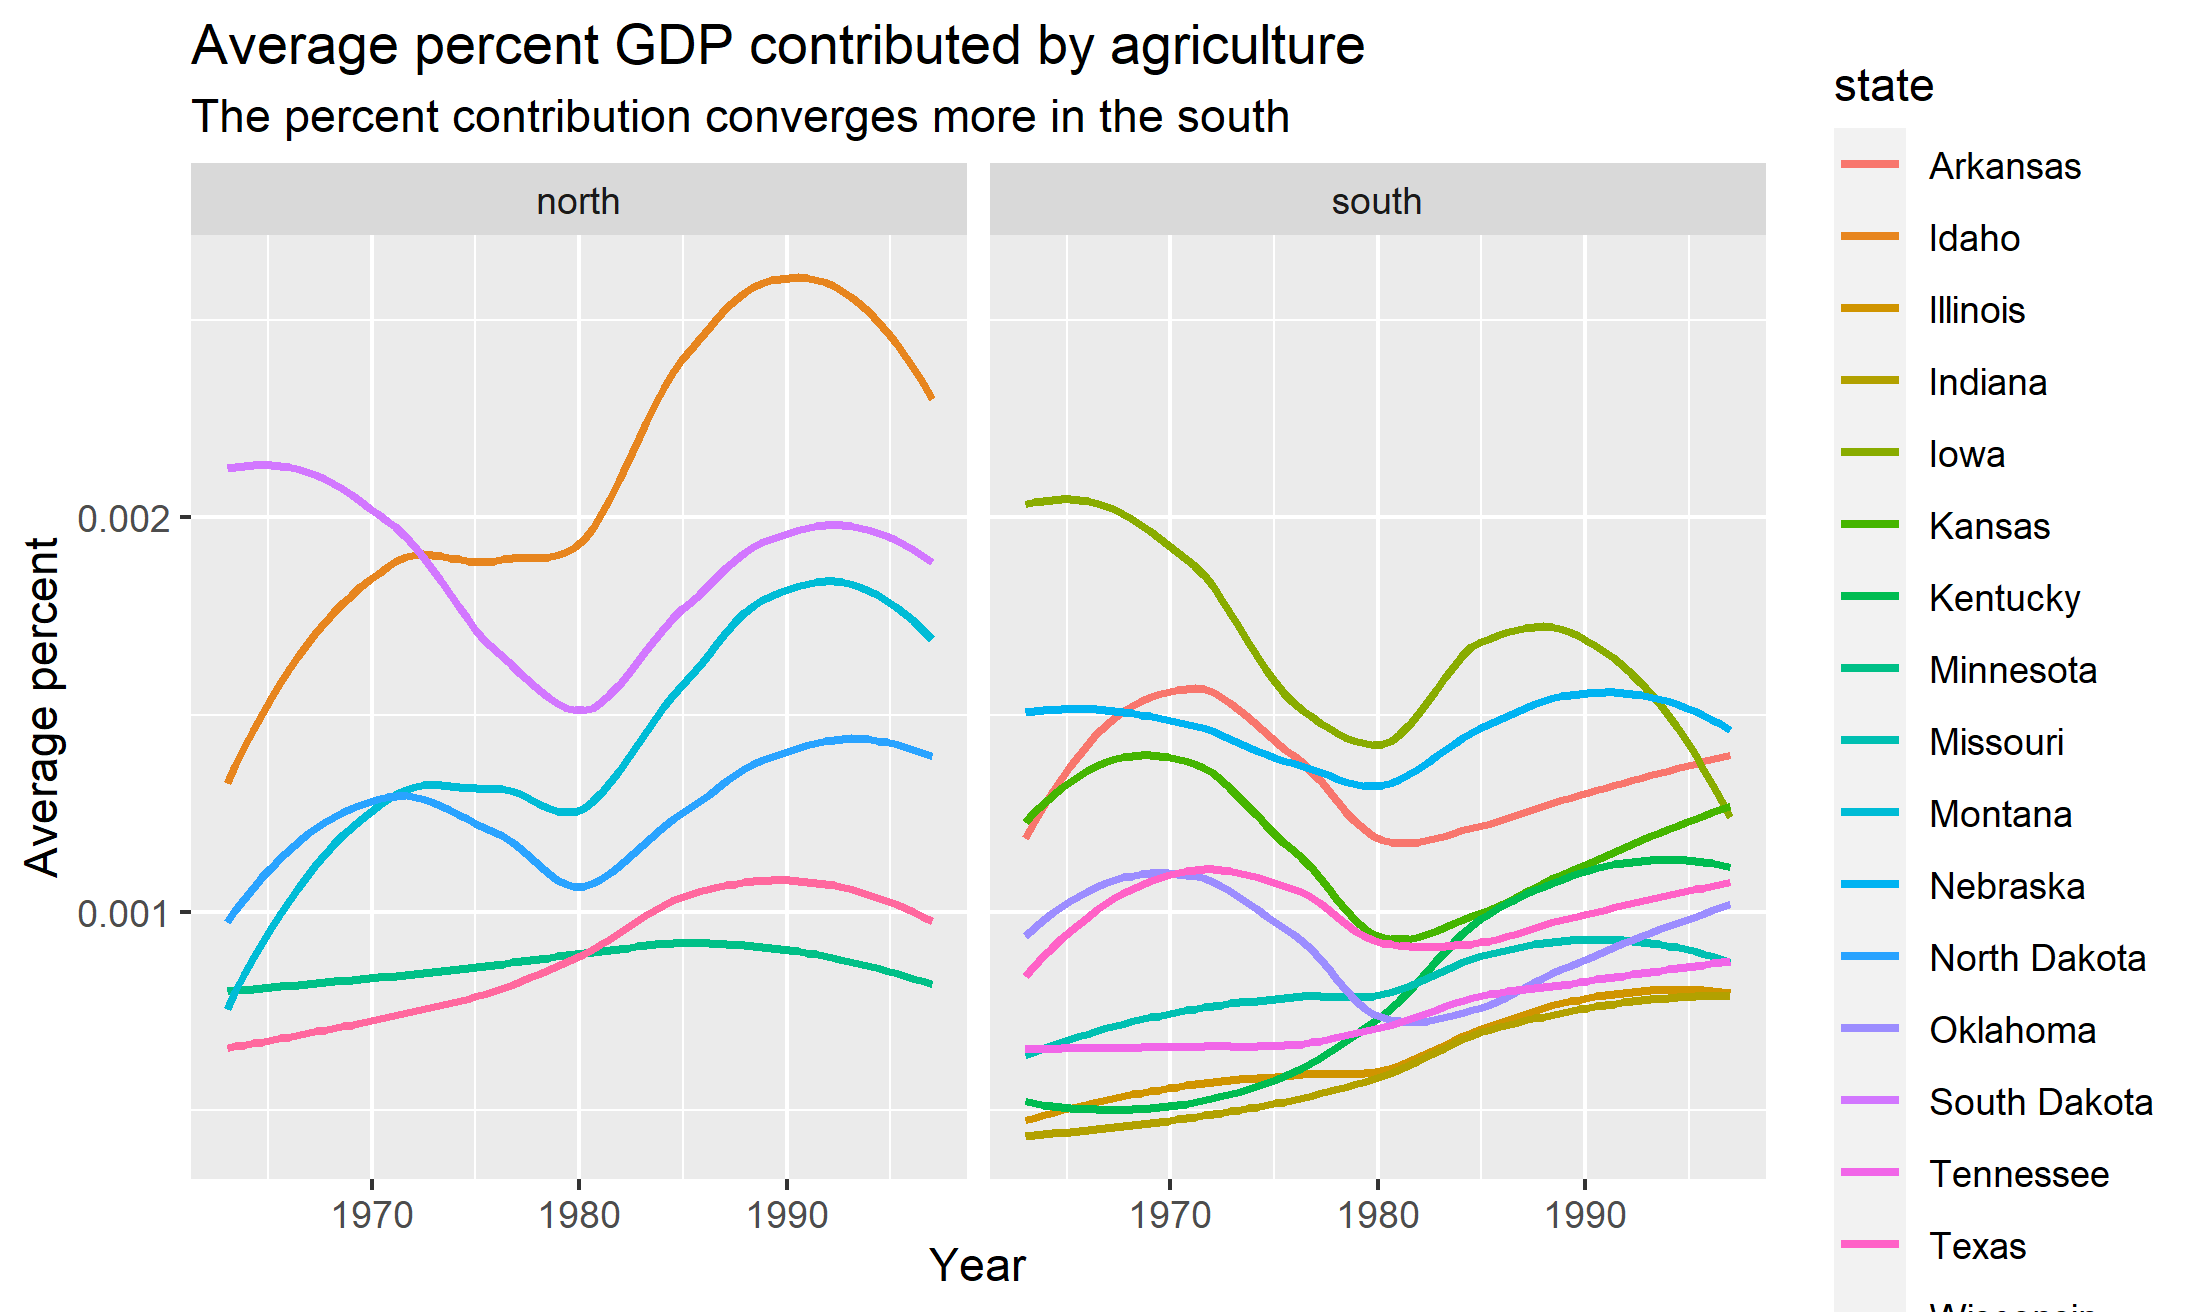 Average percent GDP contributed by agriculture
The percent contribution converges more in the south
north
south
Average percent
0.002
0.001
1970
1980
1990
1970
1980
1990
Year
state
Arkansas
Idaho
Illinois
Indiana
Iowa
Kansas
Kentucky
Minnesota
Missouri
Montana
Nebraska
North Dakota
Oklahoma
South Dakota
Tennessee
Texas